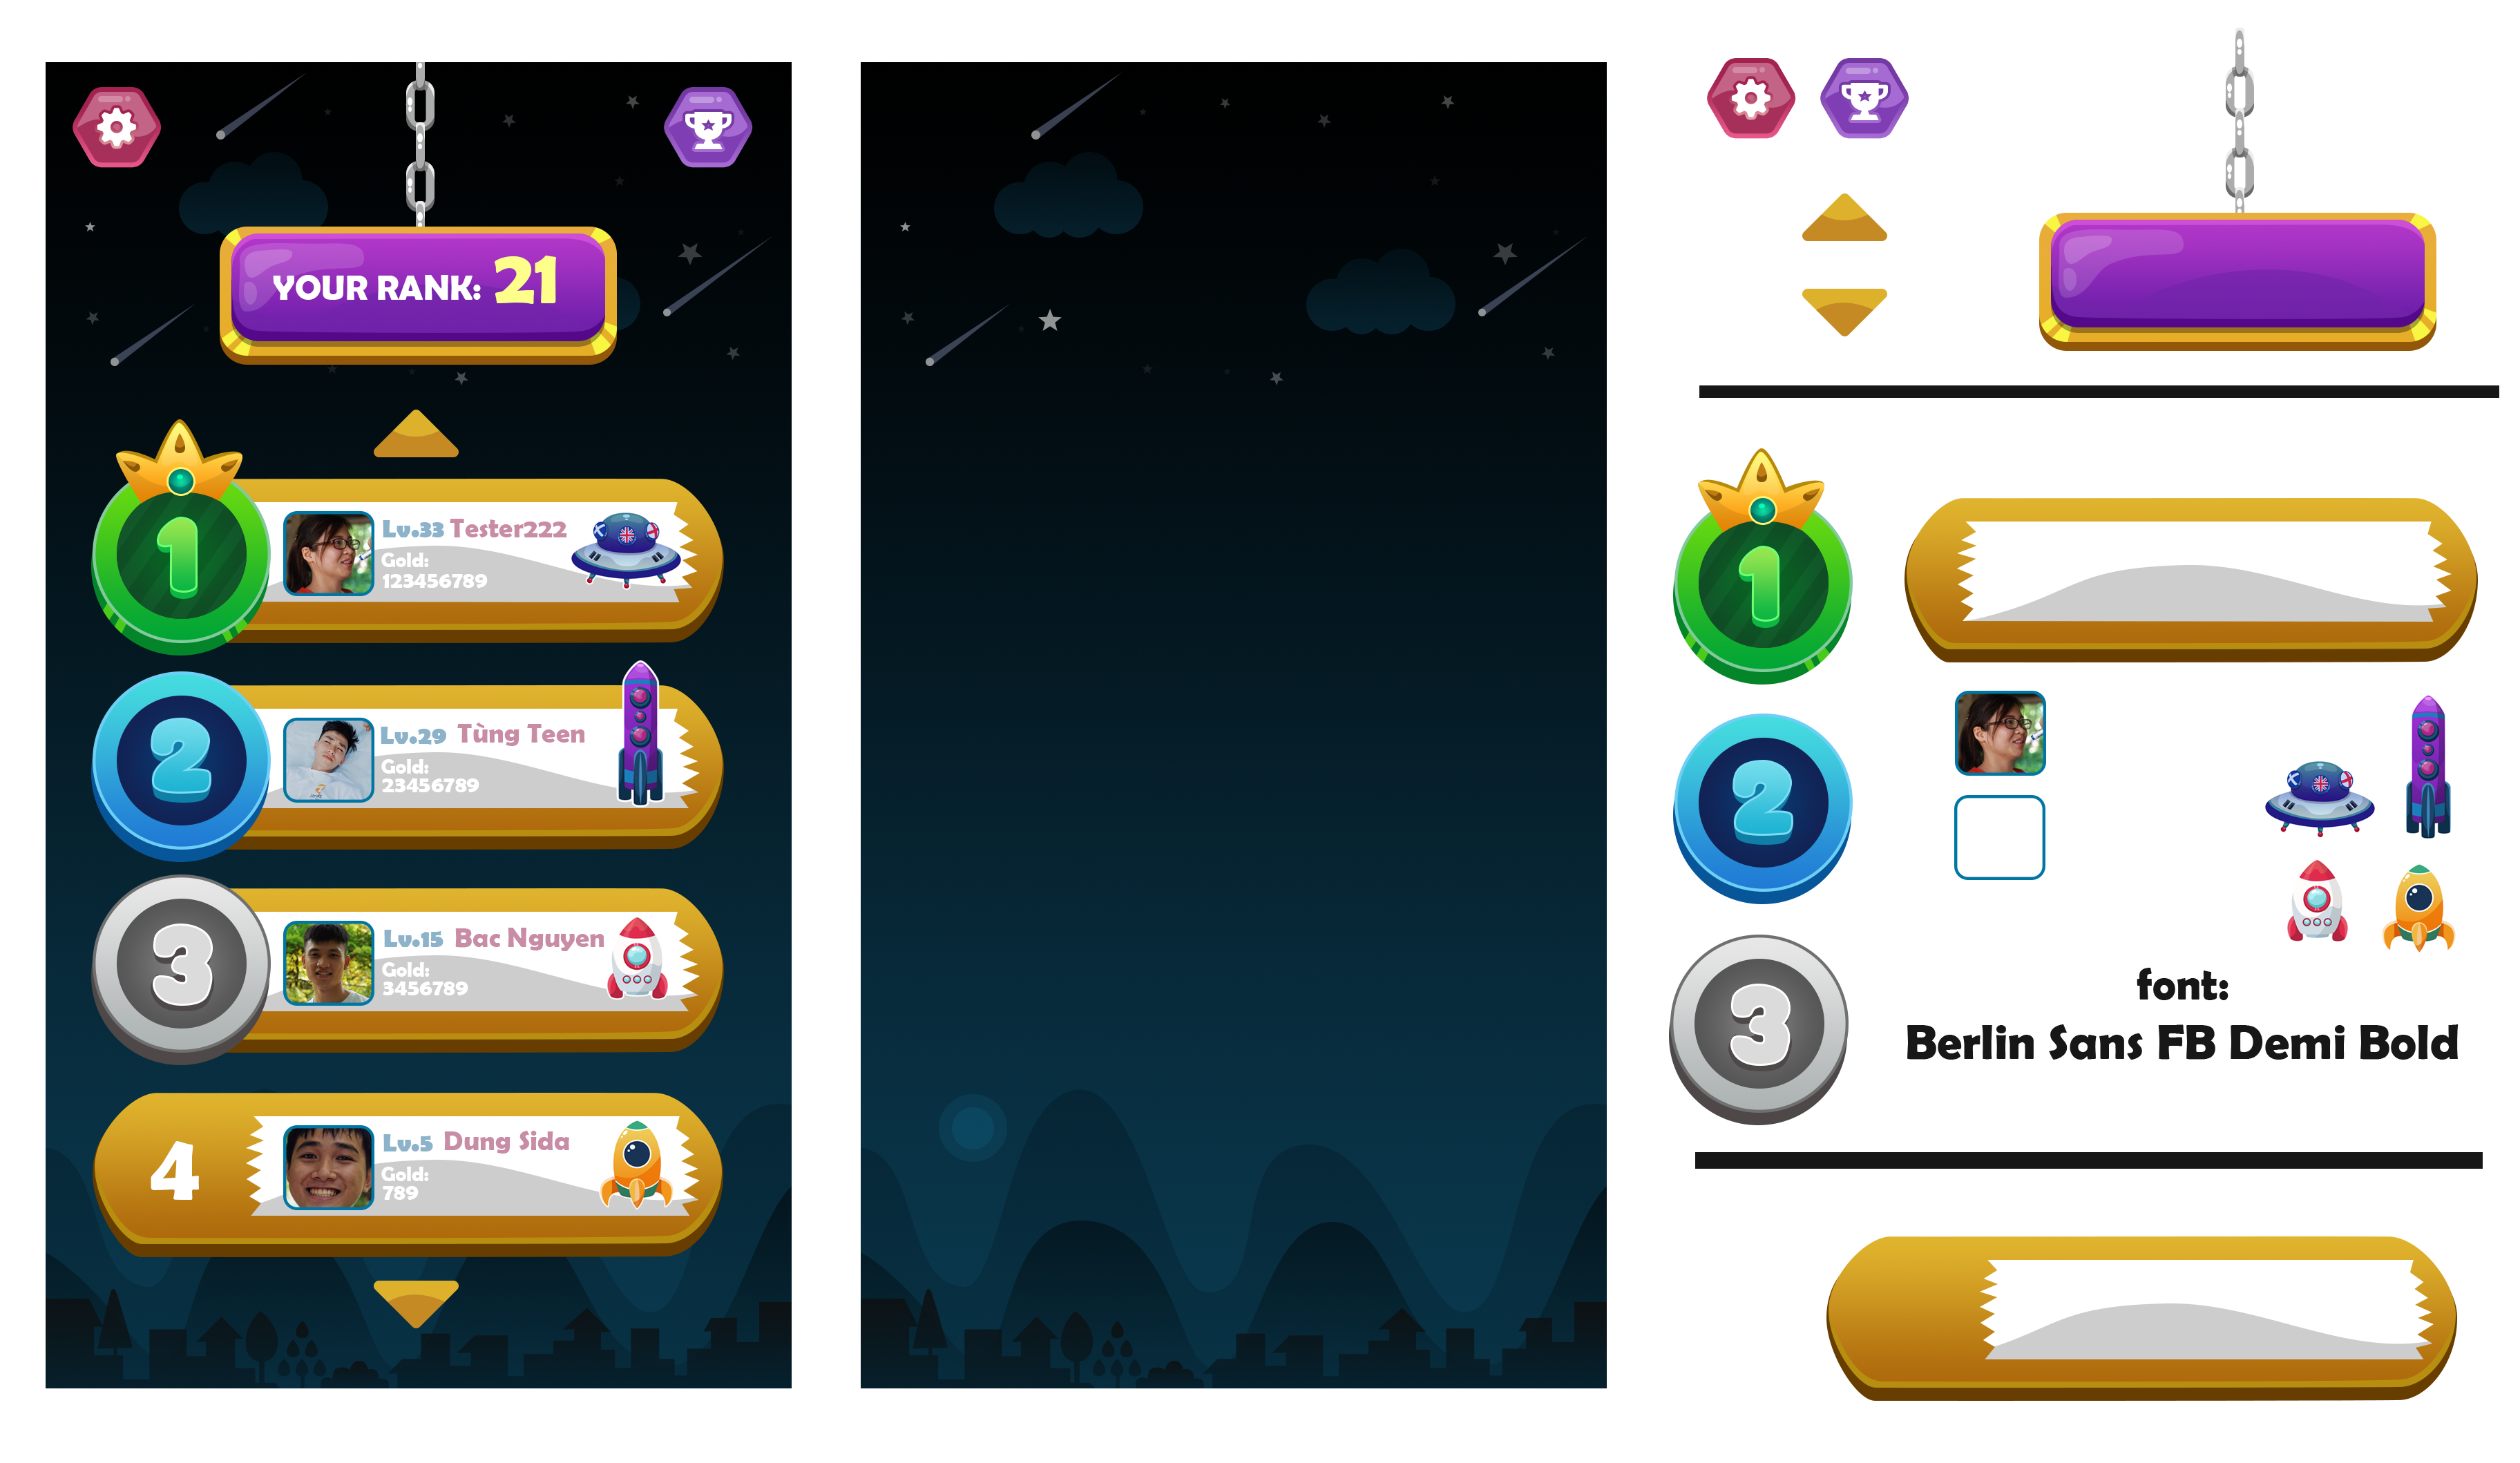 YOUR RANK: 21
1
Lv.33 Tester222
Gold:
123456789
2
Lv.29 Tùng Teen
Gold:
23456789
3
Lv.15 Bac Nguyen
Gold:
3456789
4
Lv.5 Dung Sida
Gold:
789
1
2
3
font:
Berlin Sans FB Demi Bold